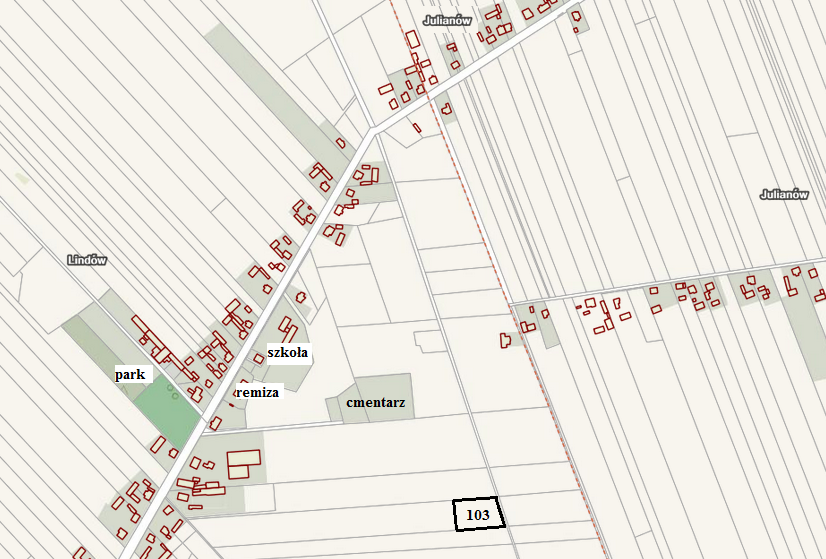 Julianów
Julianów
Lindów
szkoła
park
remiza
cmentarz
103